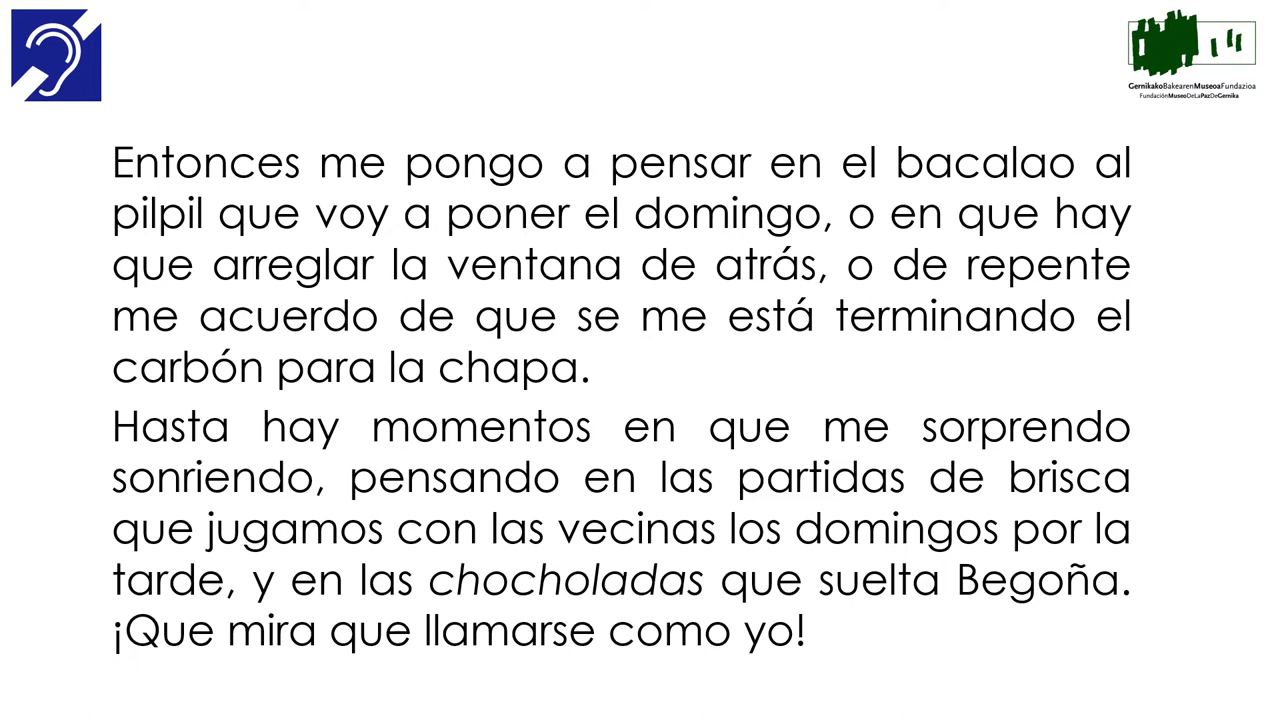 GernikakoBakearenMuseoaFundazioa
FundaciónMuseoDeLaPazDeGernika
Entonces me pongo a pensar en el bacalao al
pilpil que voy a poner el domingo, o en que hay
que arreglar la ventana de atrás, o de repente
me acuerdo de que se me está terminando el
carbón para la chapa.
Hasta hay momentos en que me sorprendo
sonriendo, pensando en las partidas de brisca
que jugamos con las vecinas los domingos por la
tarde, y en las chocholadas que suelta Begoña.
¡Que mira que llamarse como yo!